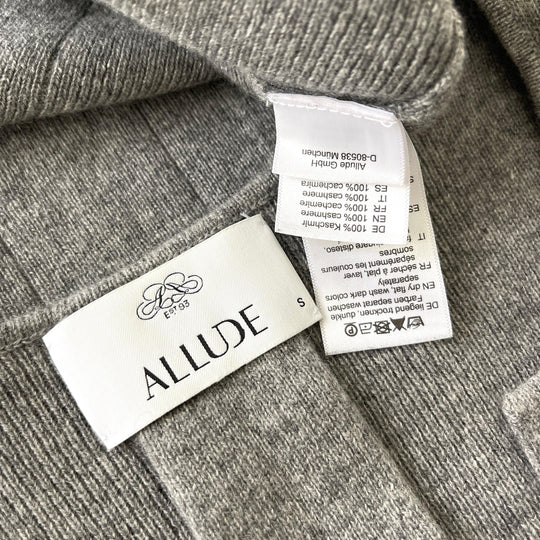 EST 93
ALLUDE
S
DE 100% Kaschmir
EN 100% cashmere
FR 100% cachemire
IT 100% cashmere
ES 100% cachemira
Allude GmbH
D-80538 München
P
DE liegend trocknen, dunkle
Farben separat waschen
EN dry flat, wash dark colors
separately
FR sécher à plat, laver
séparément les couleurs
sombres
IT